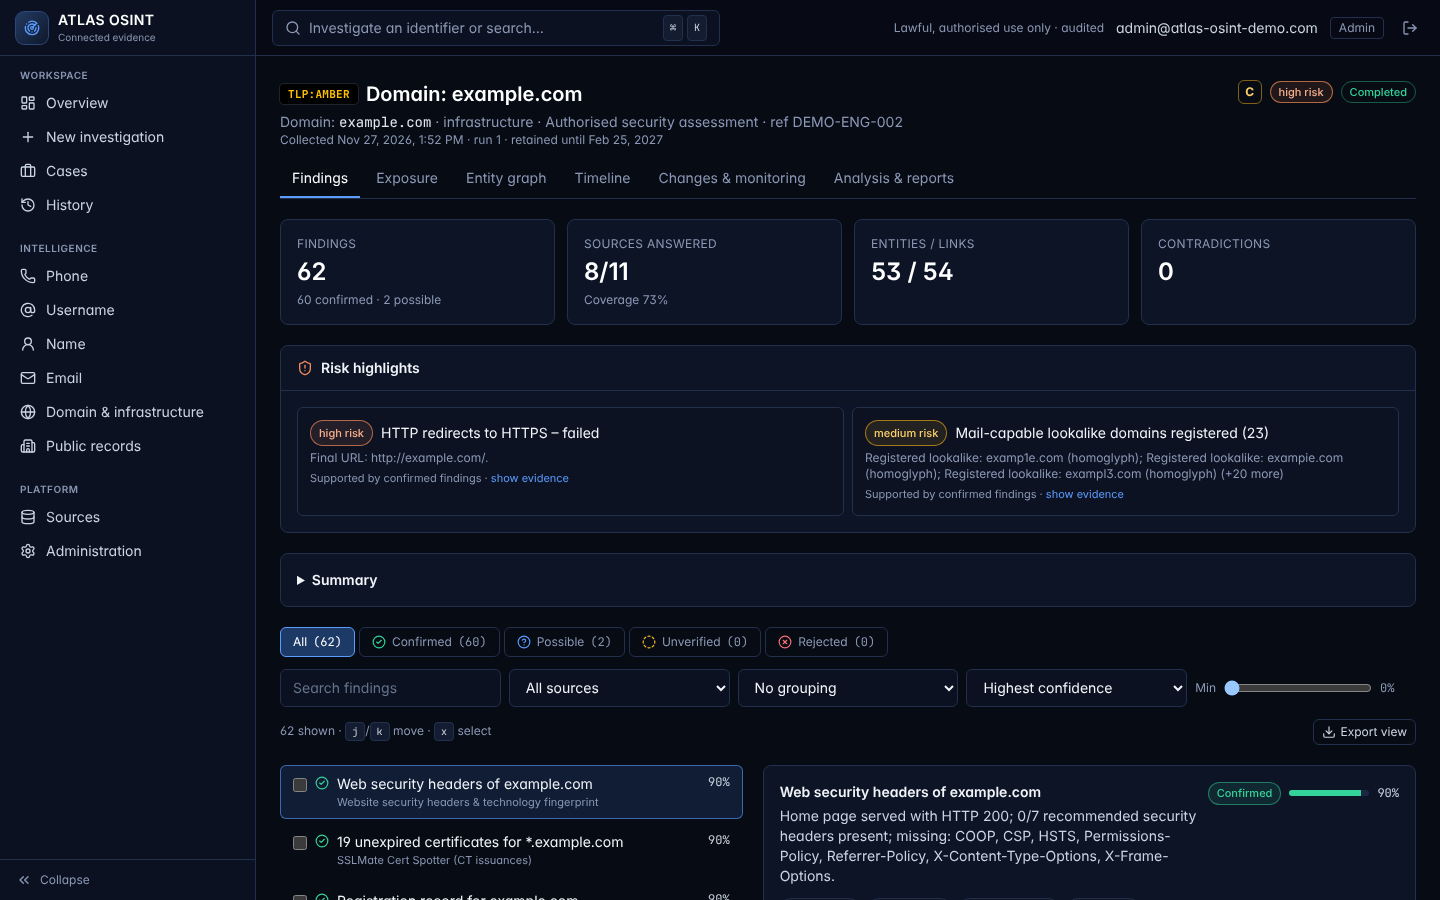 ATLAS OSINT
Connected evidence
Investigate an identifier or search...
⌘ K
Lawful, authorised use only · audited
admin@atlas-osint-demo.com
Admin
WORKSPACE
Overview
New investigation
Cases
History
INTELLIGENCE
Phone
Username
Name
Email
Domain & infrastructure
Public records
PLATFORM
Sources
Administration
Collapse
TLP:AMBER
Domain: example.com
C
high risk
Completed
Domain: example.com · infrastructure · Authorised security assessment · ref DEMO-ENG-002
Collected Nov 27, 2026, 1:52 PM · run 1 · retained until Feb 25, 2027
Findings
Exposure
Entity graph
Timeline
Changes & monitoring
Analysis & reports
FINDINGS
62
60 confirmed · 2 possible
SOURCES ANSWERED
8/11
Coverage 73%
ENTITIES / LINKS
53 / 54
CONTRADICTIONS
0
Risk highlights
high risk HTTP redirects to HTTPS – failed
Final URL: http://example.com/.
Supported by confirmed findings · show evidence
medium risk Mail-capable lookalike domains registered (23)
Registered lookalike: examp1e.com (homoglyph); Registered lookalike: exampie.com
(homoglyph); Registered lookalike: exampl3.com (homoglyph) (+20 more)
Supported by confirmed findings · show evidence
Summary
All (62)
Confirmed (60)
Possible (2)
Unverified (0)
Rejected (0)
Search findings
All sources
No grouping
Highest confidence
Min
0%
62 shown · j/k move · x select
Export view
Web security headers of example.com 90%
Website security headers & technology fingerprint
19 unexpired certificates for *.example.com 90%
SSLMate Cert Spotter (CT issuances)
Registration record for example.com 90%
Web security headers of example.com
Confirmed
90%
Home page served with HTTP 200; 0/7 recommended security
headers present; missing: COOP, CSP, HSTS, Permissions-
Policy, Referrer-Policy, X-Content-Type-Options, X-Frame-
Options.